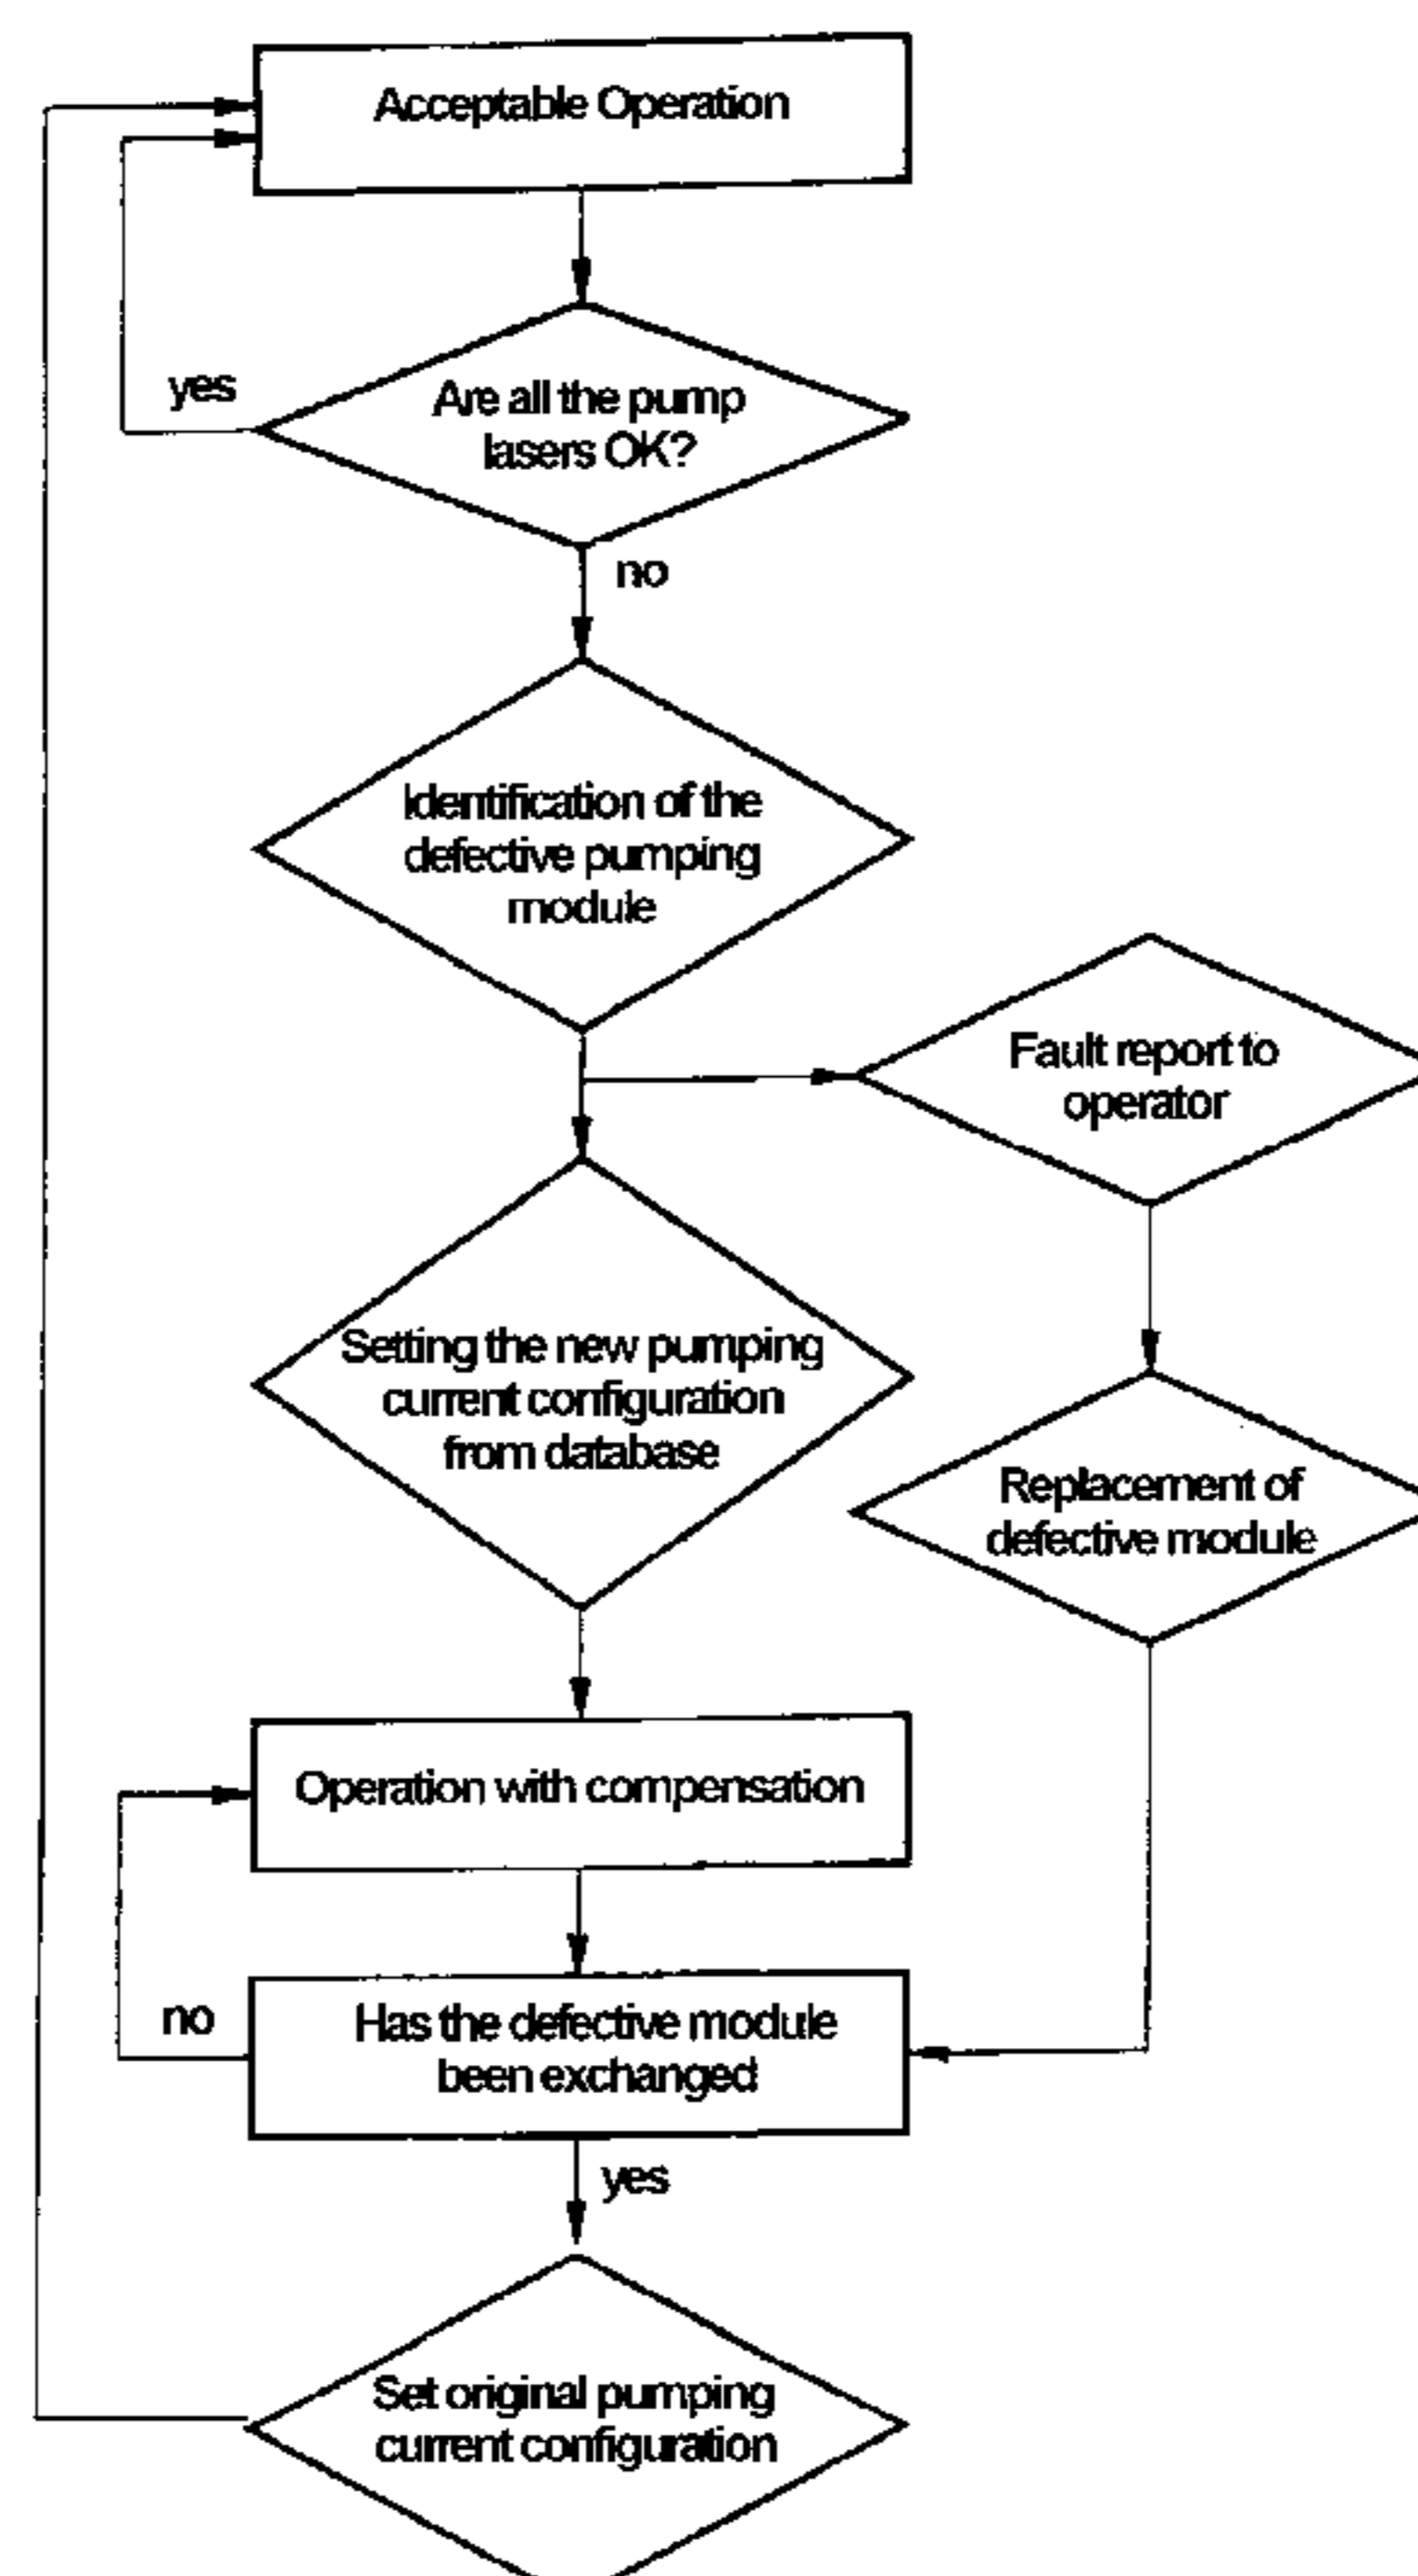 Acceptable Operation
yes
Are all the pump
lasers OK?
no
Identification of the
defective pumping
module
Fault report to
operator
Setting the new pumping
current configuration
from database
Replacement of
defective module
Operation with compensation
no
Has the defective module
been exchanged
yes
Set original pumping
current configuration